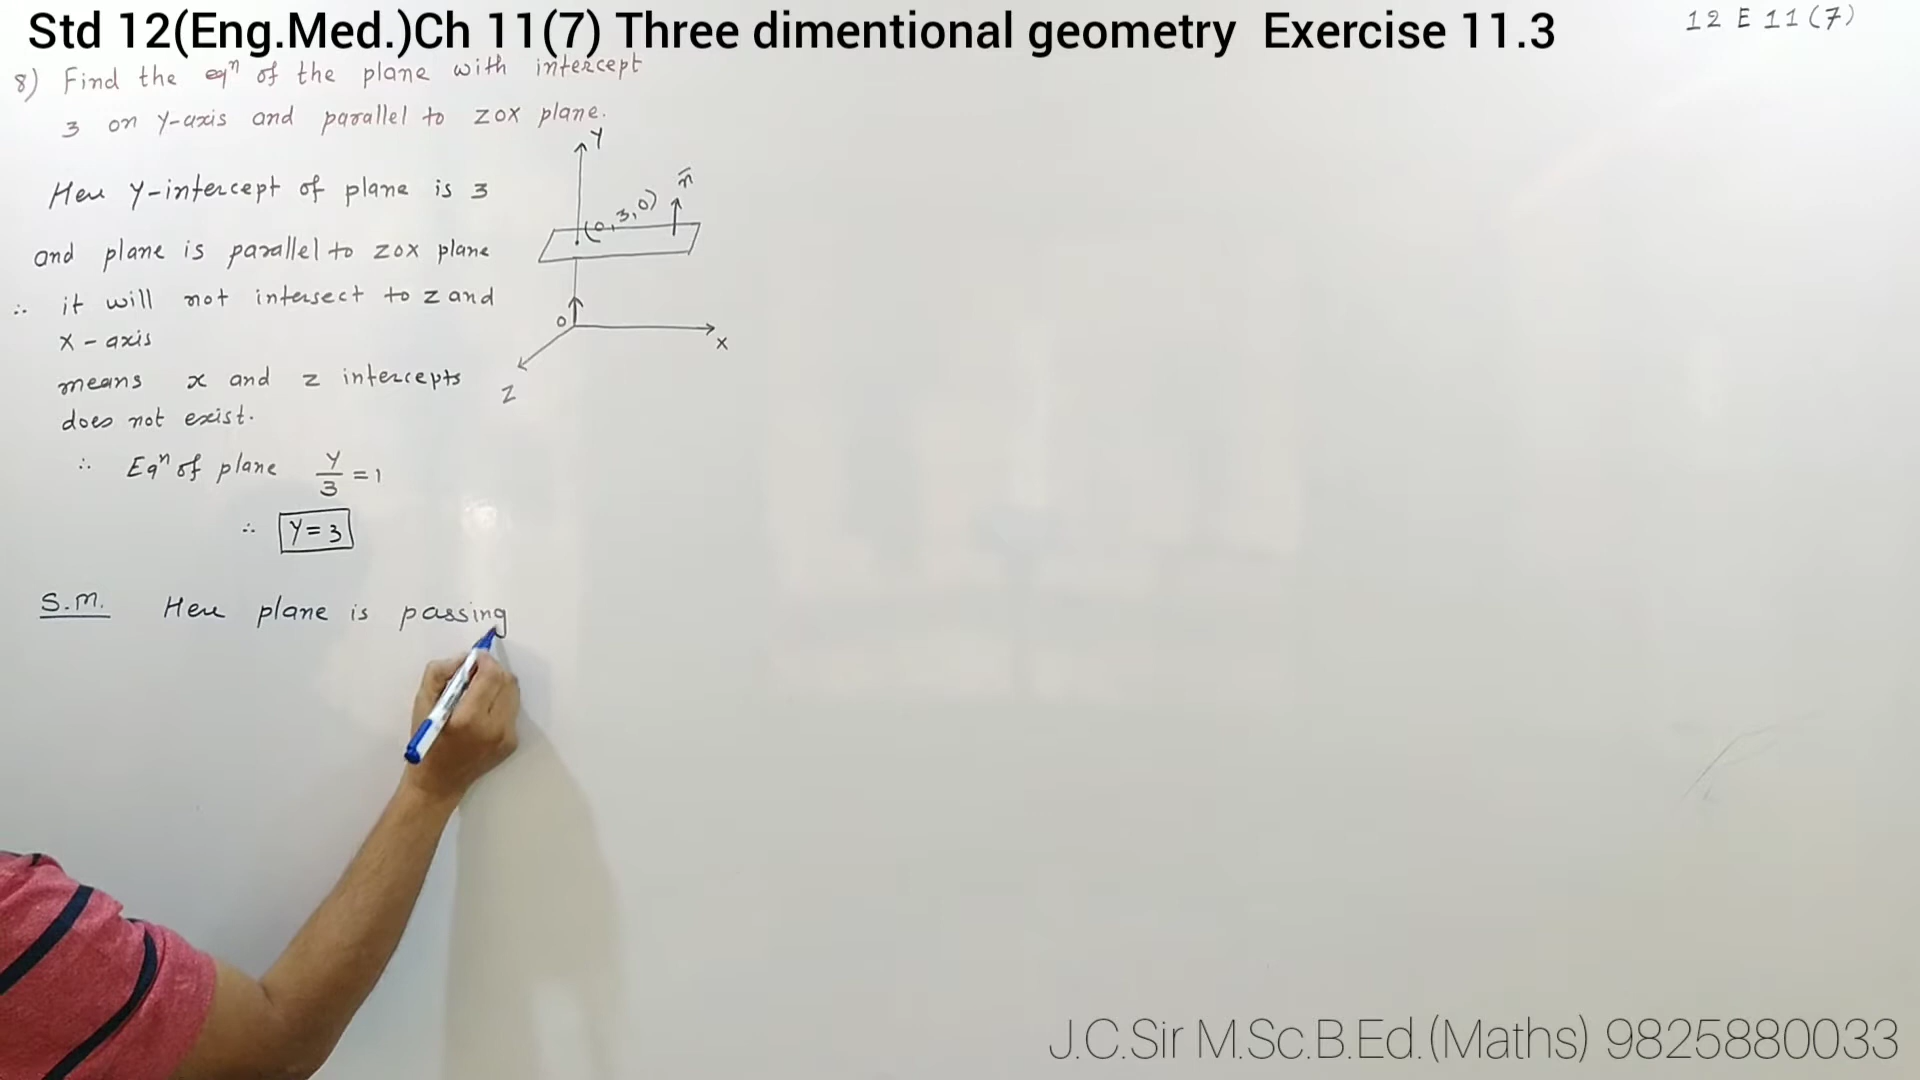 Std 12(Eng.Med.)Ch 11(7) Three dimentional geometry Exercise 11.3
12 E 11(7)
8) Find the eqⁿ of the plane with intercept
3 on Y-axis and parallel to ZOX plane.
Here Y-intercept of plane is 3
and plane is parallel to ZOX plane
∴ it will not intersect to Z and
X-axis
means x and z intercepts
does not exist.
∴ Eqⁿ of plane Y/3 = 1
∴ Y = 3
Y
(0,3,0)
n̄
O
X
Z
S.M. Here plane is passing
J.C.Sir M.Sc.B.Ed.(Maths) 9825880033